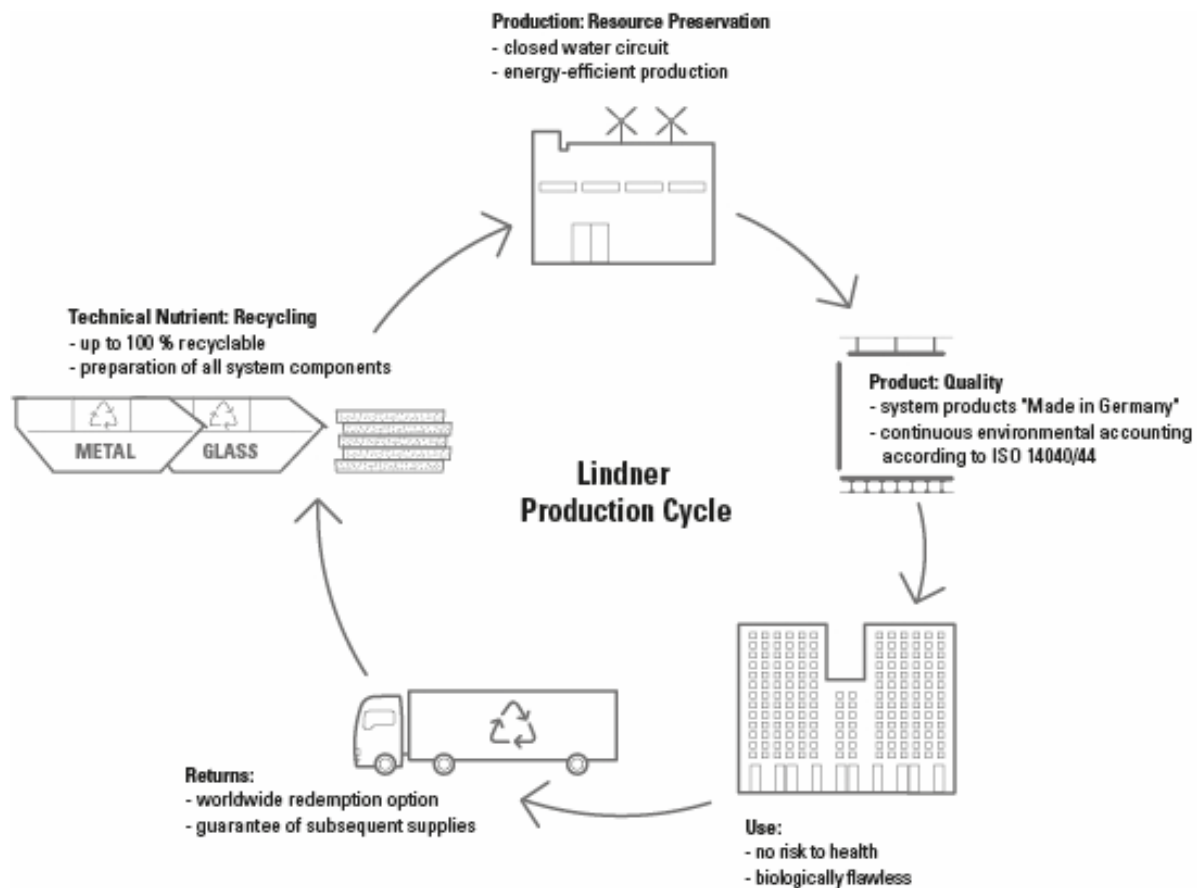 Production: Resource Preservation
- closed water circuit
- energy-efficient production
Technical Nutrient: Recycling
- up to 100 % recyclable
- preparation of all system components
METAL
GLASS
Product: Quality
- system products "Made in Germany"
- continuous environmental accounting
according to ISO 14040/44
Lindner
Production Cycle
Returns:
- worldwide redemption option
- guarantee of subsequent supplies
Use:
- no risk to health
- biologically flawless